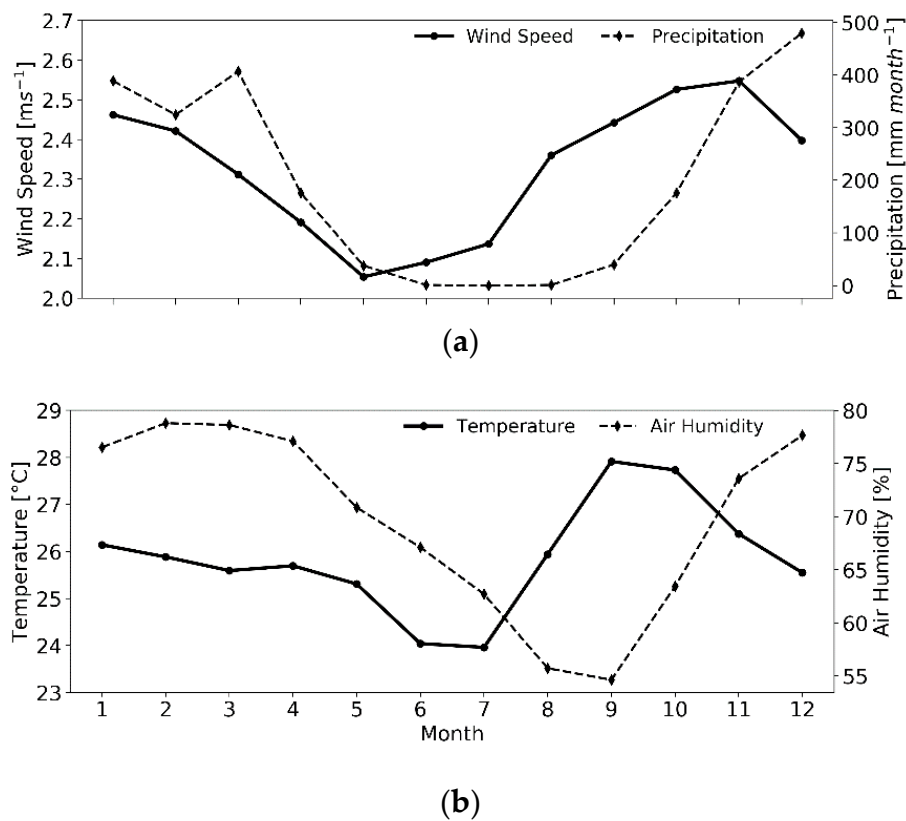 Wind Speed Precipitation
2.7
2.6
2.5
2.4
2.3
2.2
2.1
2.0
Wind Speed [ms⁻¹]
500
400
300
200
100
0
Precipitation [mm month⁻¹]
(a)
Temperature Air Humidity
29
28
27
26
25
24
23
Temperature [°C]
80
75
70
65
60
55
Air Humidity [%]
1 2 3 4 5 6 7 8 9 10 11 12
Month
(b)